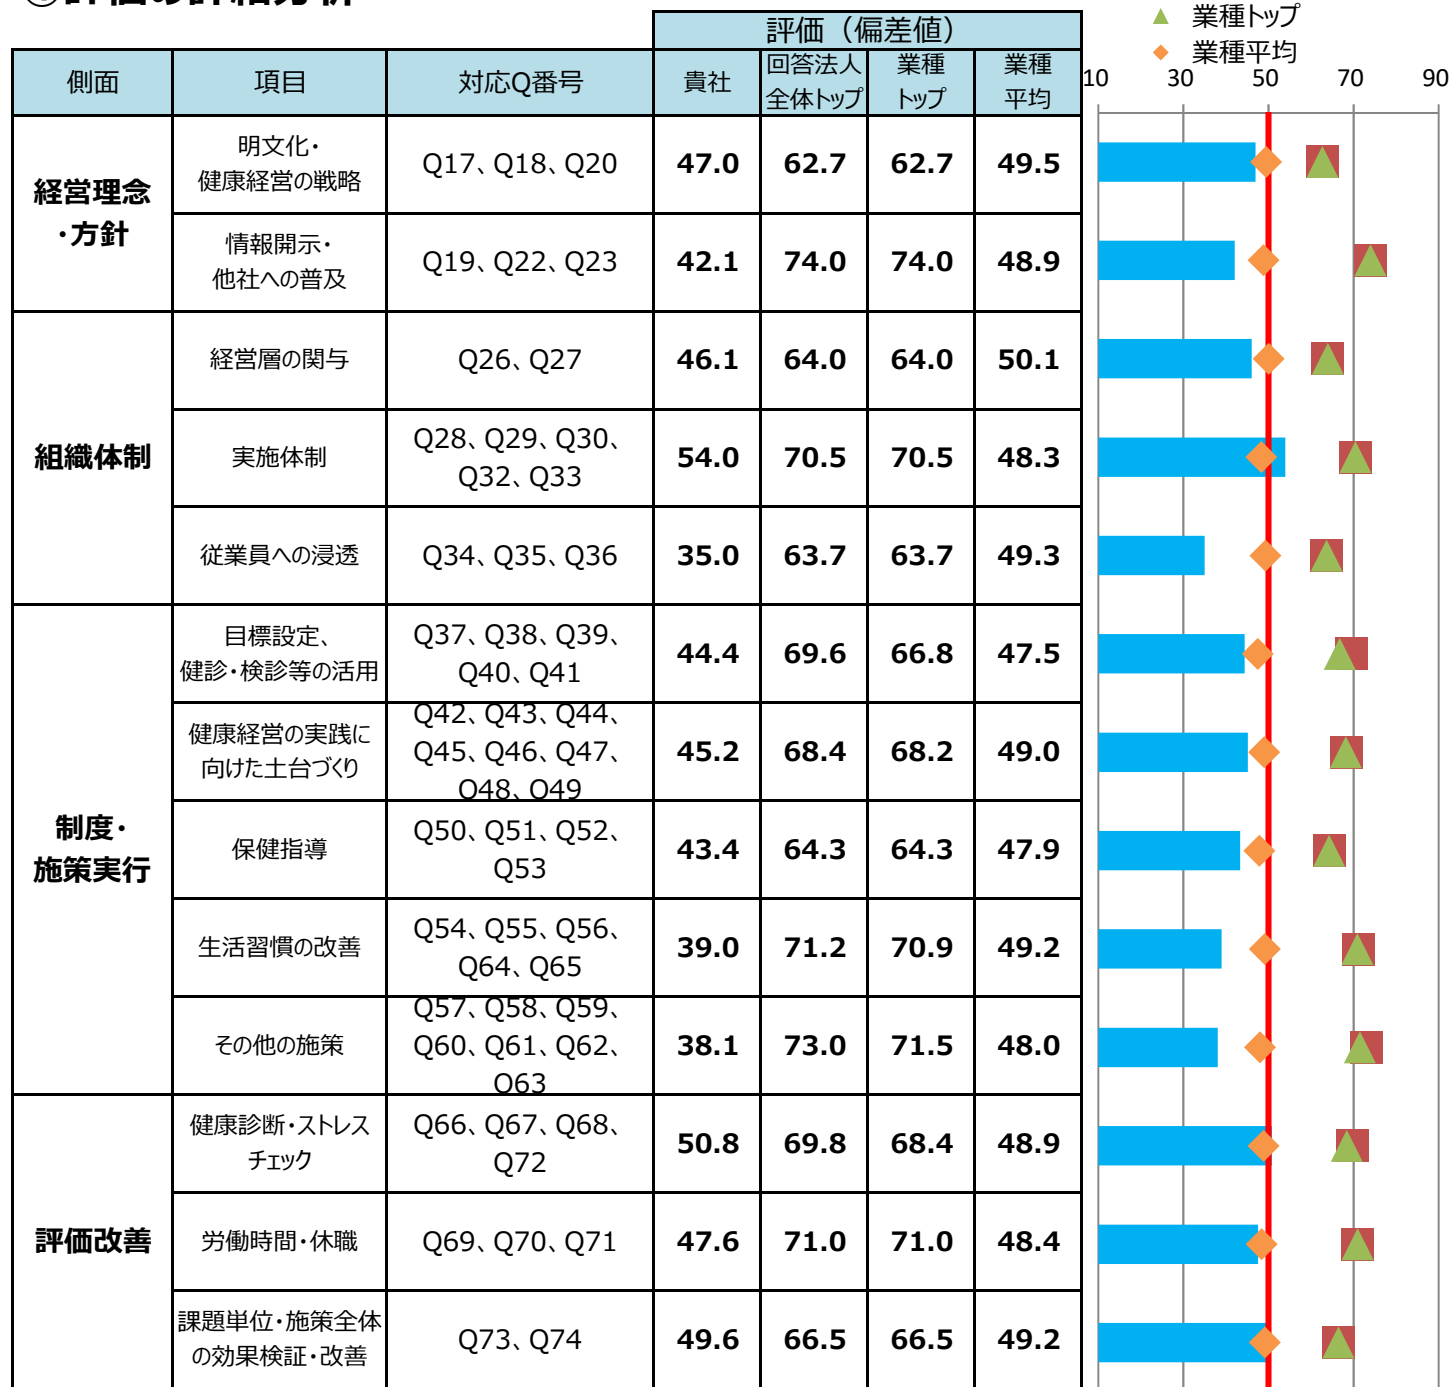 評価（偏差値）
▲ 業種トップ
◆ 業種平均
側面 項目 対応Q番号 貴社 回答法人 業種 業種
全体トップ トップ 平均
10 30 50 70 90
経営理念
・方針
明文化・
健康経営の戦略
Q17、Q18、Q20 47.0 62.7 62.7 49.5
情報開示・
他社への普及
Q19、Q22、Q23 42.1 74.0 74.0 48.9
組織体制
経営層の関与 Q26、Q27 46.1 64.0 64.0 50.1
実施体制
Q28、Q29、Q30、
Q32、Q33
54.0 70.5 70.5 48.3
従業員への浸透 Q34、Q35、Q36 35.0 63.7 63.7 49.3
制度・
施策実行
目標設定、
健診・検診等の活用
Q37、Q38、Q39、
Q40、Q41
44.4 69.6 66.8 47.5
健康経営の実践に
向けた土台づくり
Q42、Q43、Q44、
Q45、Q46、Q47、
Q48、Q49
45.2 68.4 68.2 49.0
保健指導
Q50、Q51、Q52、
Q53
43.4 64.3 64.3 47.9
生活習慣の改善
Q54、Q55、Q56、
Q64、Q65
39.0 71.2 70.9 49.2
その他の施策
Q57、Q58、Q59、
Q60、Q61、Q62、
Q63
38.1 73.0 71.5 48.0
評価改善
健康診断・ストレス
チェック
Q66、Q67、Q68、
Q72
50.8 69.8 68.4 48.9
労働時間・休職 Q69、Q70、Q71 47.6 71.0 71.0 48.4
課題単位・施策全体
の効果検証・改善
Q73、Q74 49.6 66.5 66.5 49.2